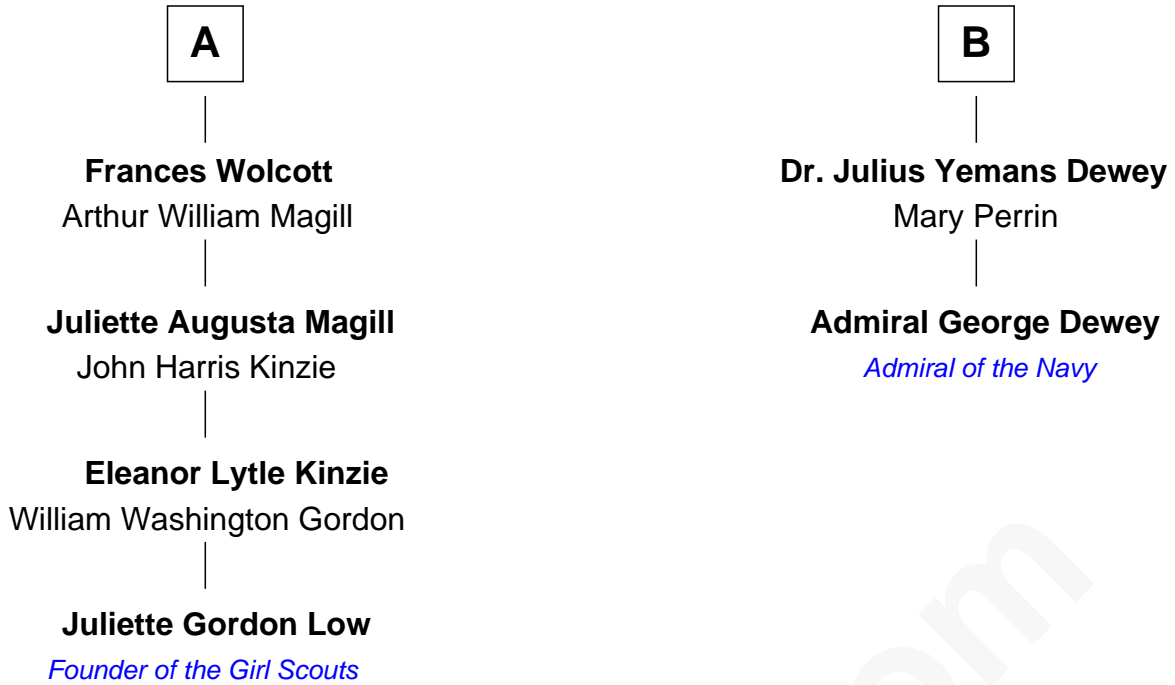 A
Frances Wolcott
Arthur William Magill
Juliette Augusta Magill
John Harris Kinzie
Eleanor Lytle Kinzie
William Washington Gordon
Juliette Gordon Low
Founder of the Girl Scouts
B
Dr. Julius Yemans Dewey
Mary Perrin
Admiral George Dewey
Admiral of the Navy
om